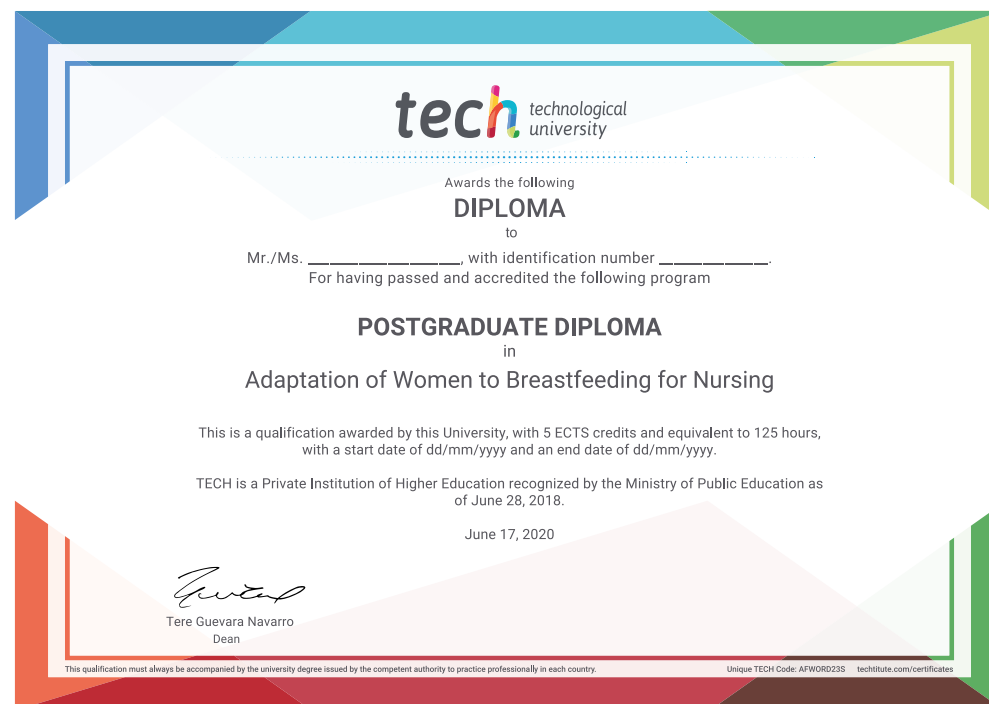 tech technological
university
Awards the following
DIPLOMA
to
Mr./Ms. ____________________, with identification number ______________.
For having passed and accredited the following program
POSTGRADUATE DIPLOMA
in
Adaptation of Women to Breastfeeding for Nursing
This is a qualification awarded by this University, with 5 ECTS credits and equivalent to 125 hours,
with a start date of dd/mm/yyyy and an end date of dd/mm/yyyy.
TECH is a Private Institution of Higher Education recognized by the Ministry of Public Education as
of June 28, 2018.
June 17, 2020
Tere Guevara Navarro
Dean
This qualification must always be accompanied by the university degree issued by the competent authority to practice professionally in each country.
Unique TECH Code: AFWORD23S techtitute.com/certificates